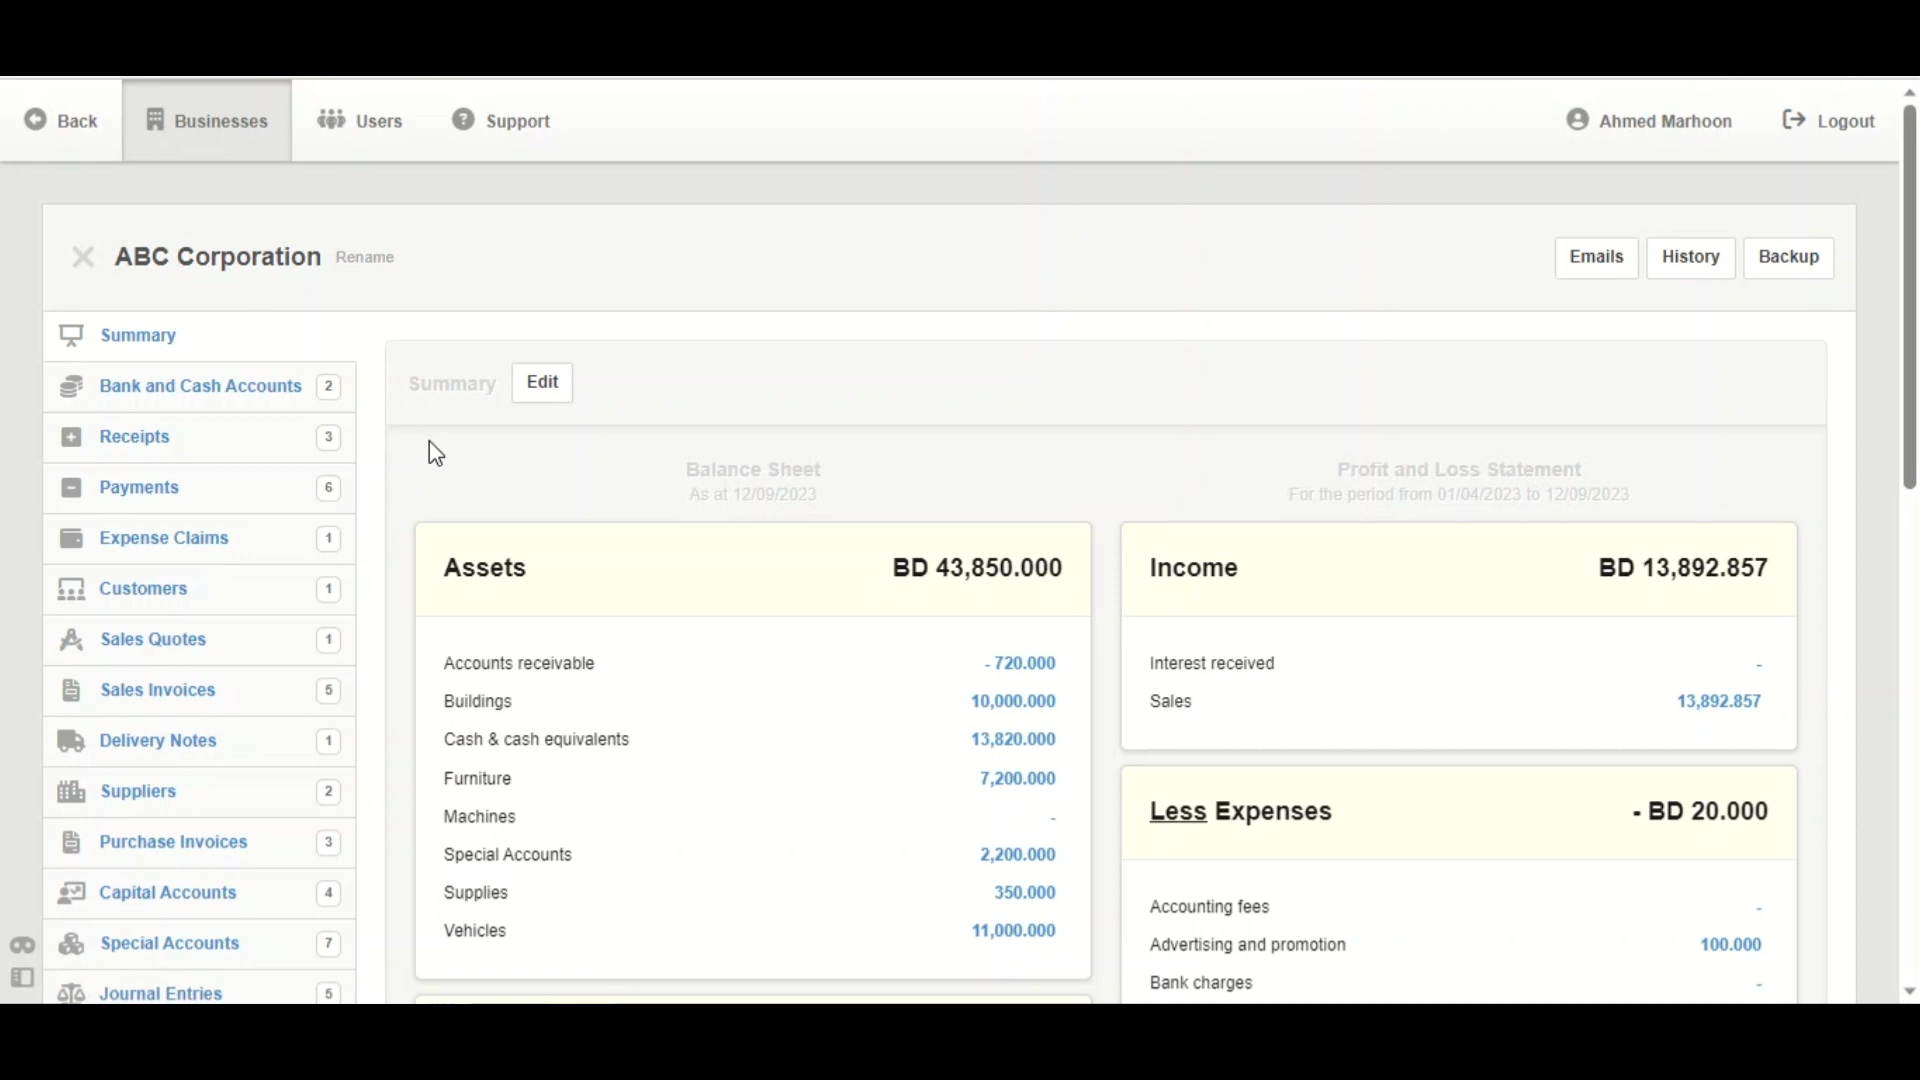 Back
Businesses
Users
Support
Ahmed Marhoon
Logout
ABC Corporation Rename
Emails
History
Backup
Summary
Bank and Cash Accounts 2
Receipts 3
Payments 6
Expense Claims 1
Customers 1
Sales Quotes 1
Sales Invoices 5
Delivery Notes 1
Suppliers 2
Purchase Invoices 3
Capital Accounts 4
Special Accounts 7
Journal Entries 5
Summary Edit
Balance Sheet
As at 12/09/2023
Assets BD 43,850.000
Accounts receivable - 720.000
Buildings 10,000.000
Cash & cash equivalents 13,820.000
Furniture 7,200.000
Machines -
Special Accounts 2,200.000
Supplies 350.000
Vehicles 11,000.000
Profit and Loss Statement
For the period from 01/04/2023 to 12/09/2023
Income BD 13,892.857
Interest received -
Sales 13,892.857
Less Expenses - BD 20.000
Accounting fees -
Advertising and promotion 100.000
Bank charges -